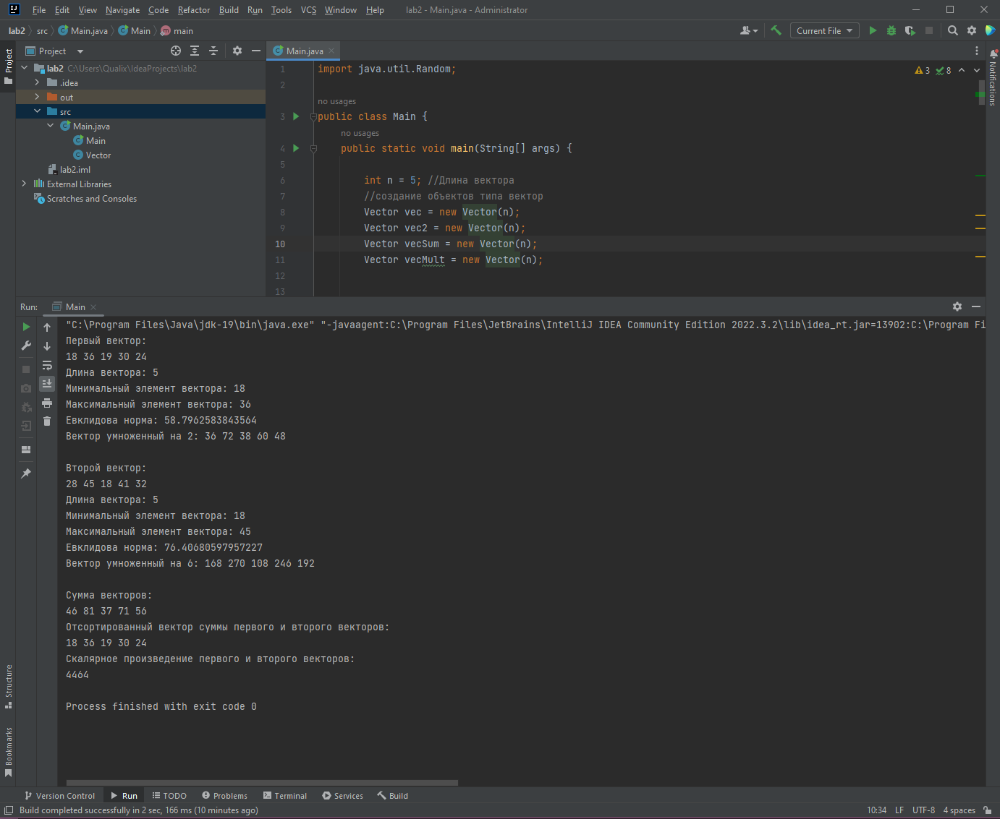 File Edit View Navigate Code Refactor Build Run Tools VCS Window Help lab2 - Main.java - Administrator
lab2 src Main.java Main main Current File
Project
Main.java
lab2 C:\Users\Qualix\IdeaProjects\lab2
.idea
out
src
Main.java
Main
Vector
lab2.iml
External Libraries
Scratches and Consoles
Project
Structure
Bookmarks
Notifications
3 8
1 import java.util.Random;
2
no usages
3 public class Main {
no usages
4 public static void main(String[] args) {
5
6 int n = 5; //Длина вектора
7 //создание объектов типа вектор
8 Vector vec = new Vector(n);
9 Vector vec2 = new Vector(n);
10 Vector vecSum = new Vector(n);
11 Vector vecMult = new Vector(n);
12
13
Run: Main
"C:\Program Files\Java\jdk-19\bin\java.exe" "-javaagent:C:\Program Files\JetBrains\IntelliJ IDEA Community Edition 2022.3.2\lib\idea_rt.jar=13902:C:\Program Fi
Первый вектор:
18 36 19 30 24
Длина вектора: 5
Минимальный элемент вектора: 18
Максимальный элемент вектора: 36
Евклидова норма: 58.7962583843564
Вектор умноженный на 2: 36 72 38 60 48
Второй вектор:
28 45 18 41 32
Длина вектора: 5
Минимальный элемент вектора: 18
Максимальный элемент вектора: 45
Евклидова норма: 76.40680597957227
Вектор умноженный на 6: 168 270 108 246 192
Сумма векторов:
46 81 37 71 56
Отсортированный вектор суммы первого и второго векторов:
18 36 19 30 24
Скалярное произведение первого и второго векторов:
4464
Process finished with exit code 0
Version Control Run TODO Problems Terminal Services Build
Build completed successfully in 2 sec, 166 ms (10 minutes ago) 10:34 LF UTF-8 4 spaces